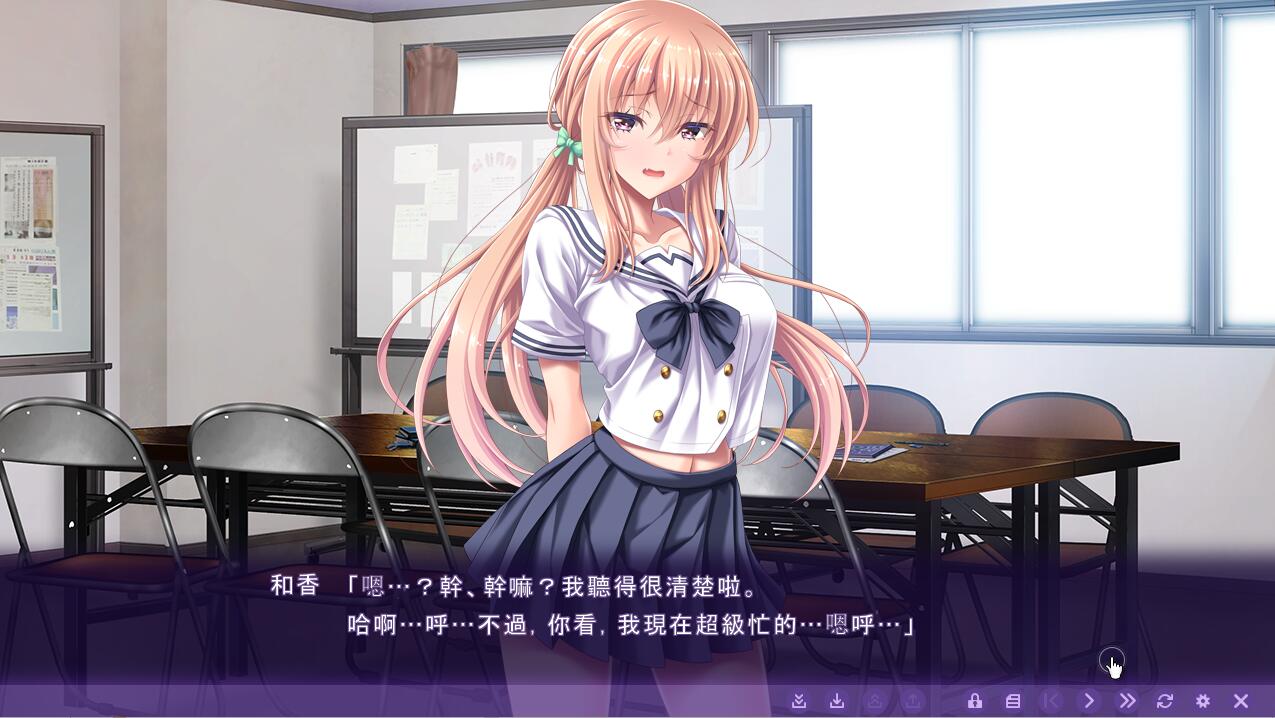 和香 「嗯…？幹、幹嘛？我聽得很清楚啦。
哈啊…呼…不過, 你看, 我現在超級忙的…嗯呼…」